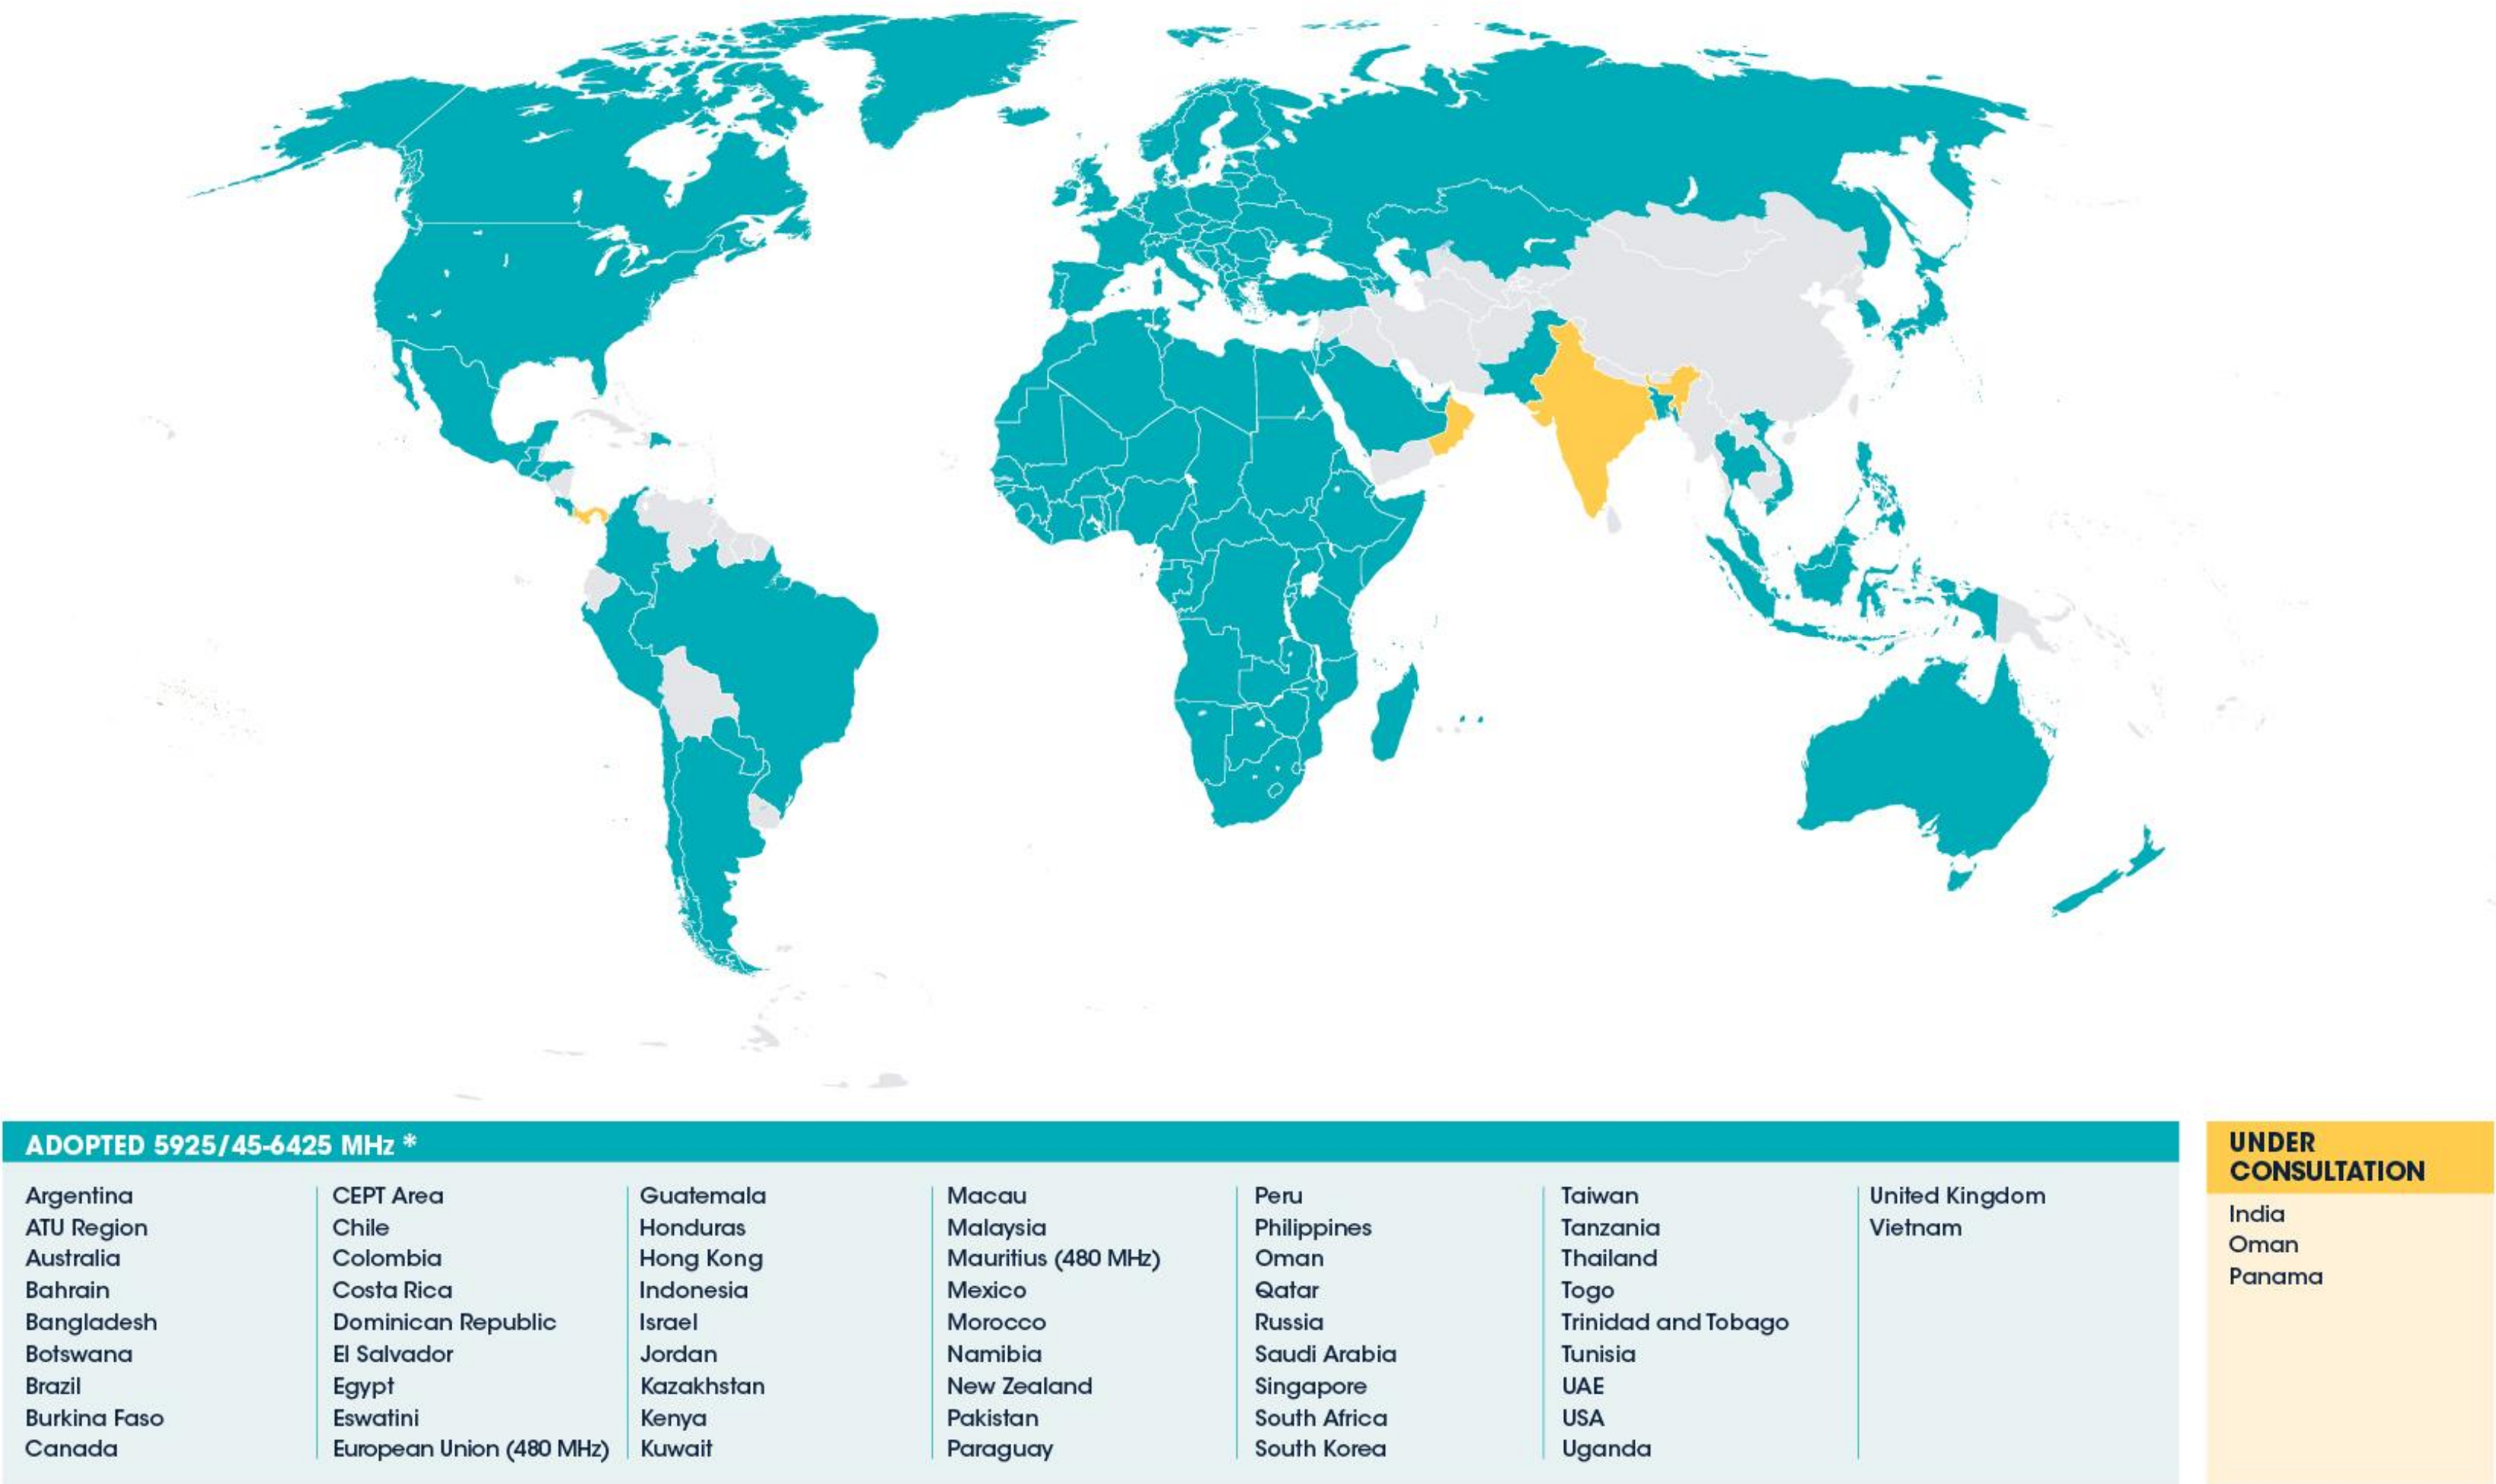 ADOPTED 5925/45-6425 MHz *
Argentina
ATU Region
Australia
Bahrain
Bangladesh
Botswana
Brazil
Burkina Faso
Canada
CEPT Area
Chile
Colombia
Costa Rica
Dominican Republic
El Salvador
Egypt
Eswatini
European Union (480 MHz)
Guatemala
Honduras
Hong Kong
Indonesia
Israel
Jordan
Kazakhstan
Kenya
Kuwait
Macau
Malaysia
Mauritius (480 MHz)
Mexico
Morocco
Namibia
New Zealand
Pakistan
Paraguay
Peru
Philippines
Oman
Qatar
Russia
Saudi Arabia
Singapore
South Africa
South Korea
Taiwan
Tanzania
Thailand
Togo
Trinidad and Tobago
Tunisia
UAE
USA
Uganda
United Kingdom
Vietnam
UNDER
CONSULTATION
India
Oman
Panama